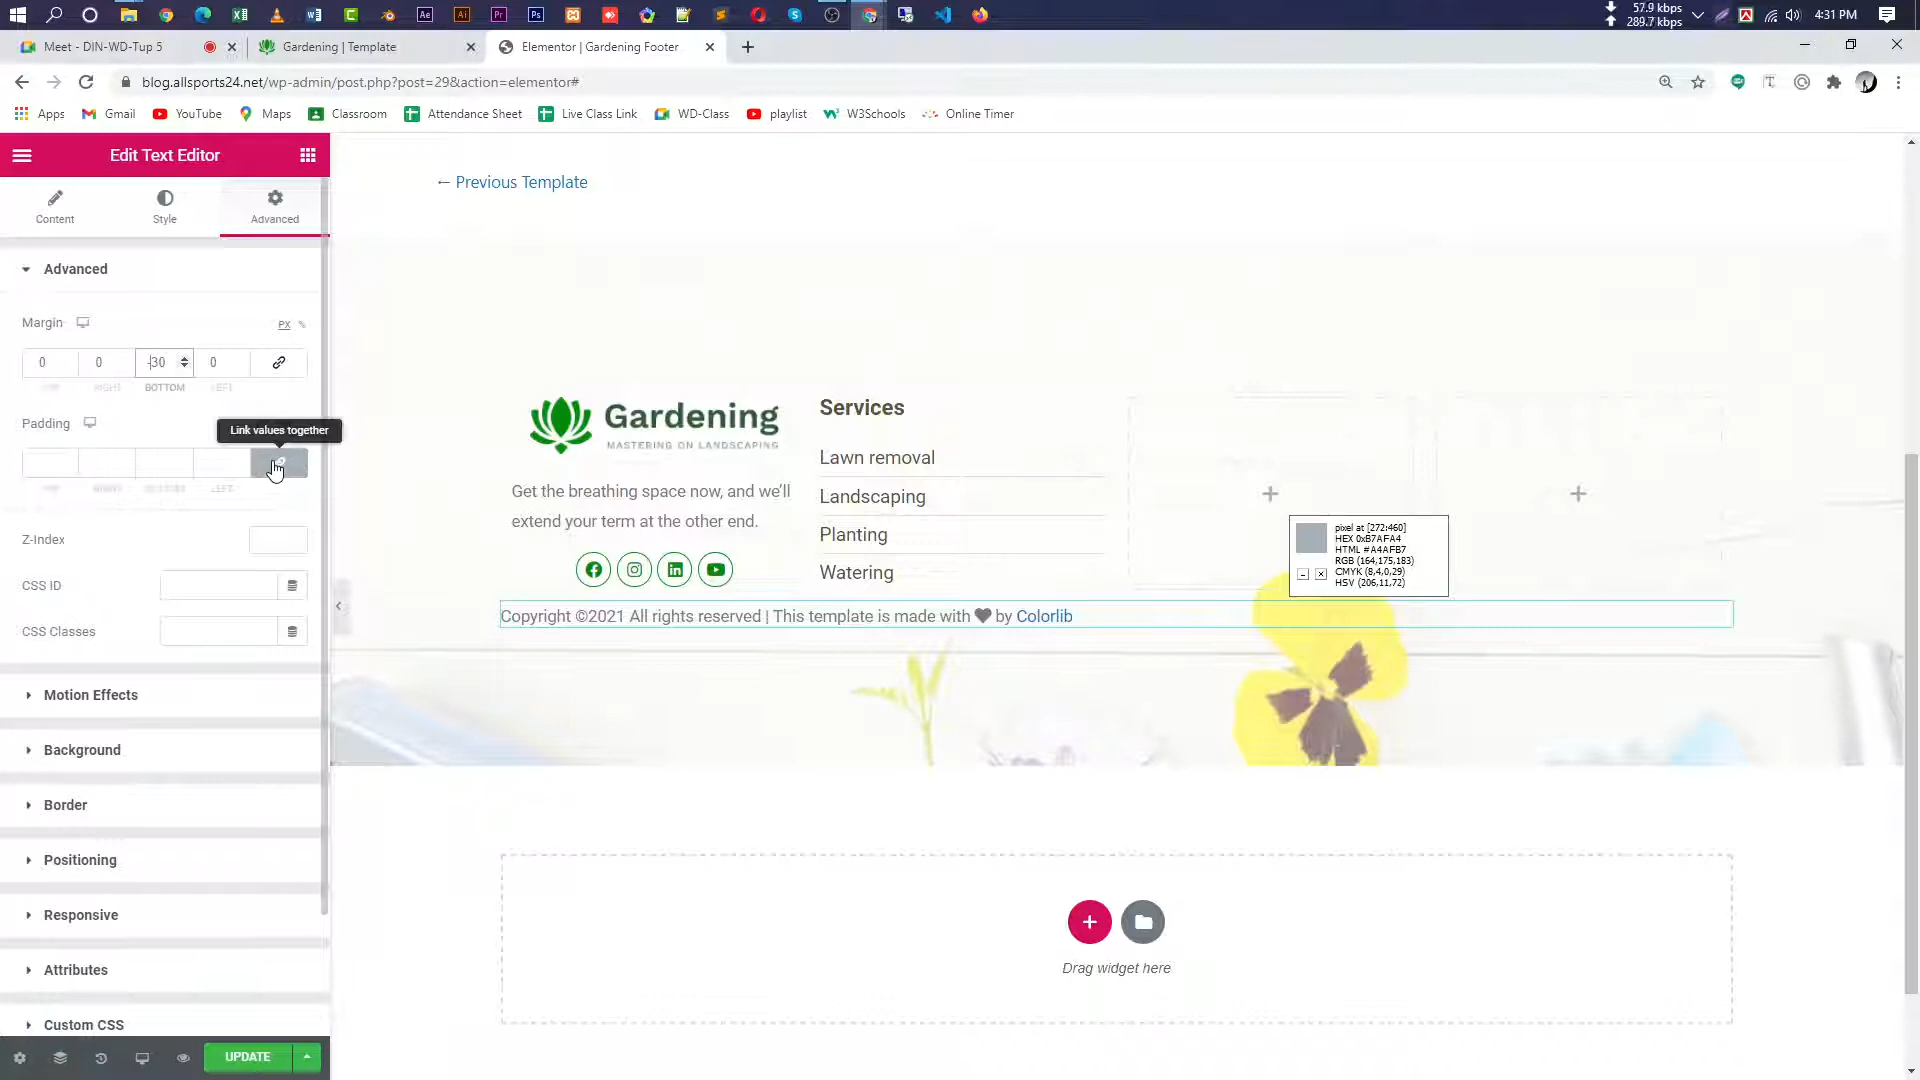 57.9 kbps
289.7 kbps
4:31 PM
Meet - DIN-WD-Tup 5
Gardening | Template
Elementor | Gardening Footer
blog.allsports24.net/wp-admin/post.php?post=29&action=elementor#
Apps
Gmail
YouTube
Maps
Classroom
Attendance Sheet
Live Class Link
WD-Class
playlist
W3Schools
Online Timer
Edit Text Editor
Content
Style
Advanced
Advanced
Margin
PX %
0 0 -30 0
RIGHT BOTTOM LEFT
Padding
Link values together
LEFT
Z-Index
CSS ID
CSS Classes
Motion Effects
Background
Border
Positioning
Responsive
Attributes
Custom CSS
UPDATE
← Previous Template
Gardening
MASTERING ON LANDSCAPING
Get the breathing space now, and we'll
extend your term at the other end.
Services
Lawn removal
Landscaping
Planting
Watering
pixel at [272:460]
HEX 0xB7AFA4
HTML #A4AFB7
RGB (164,175,183)
CMYK (8,4,0,29)
HSV (206,11,72)
Copyright ©2021 All rights reserved | This template is made with ♥ by Colorlib
Drag widget here